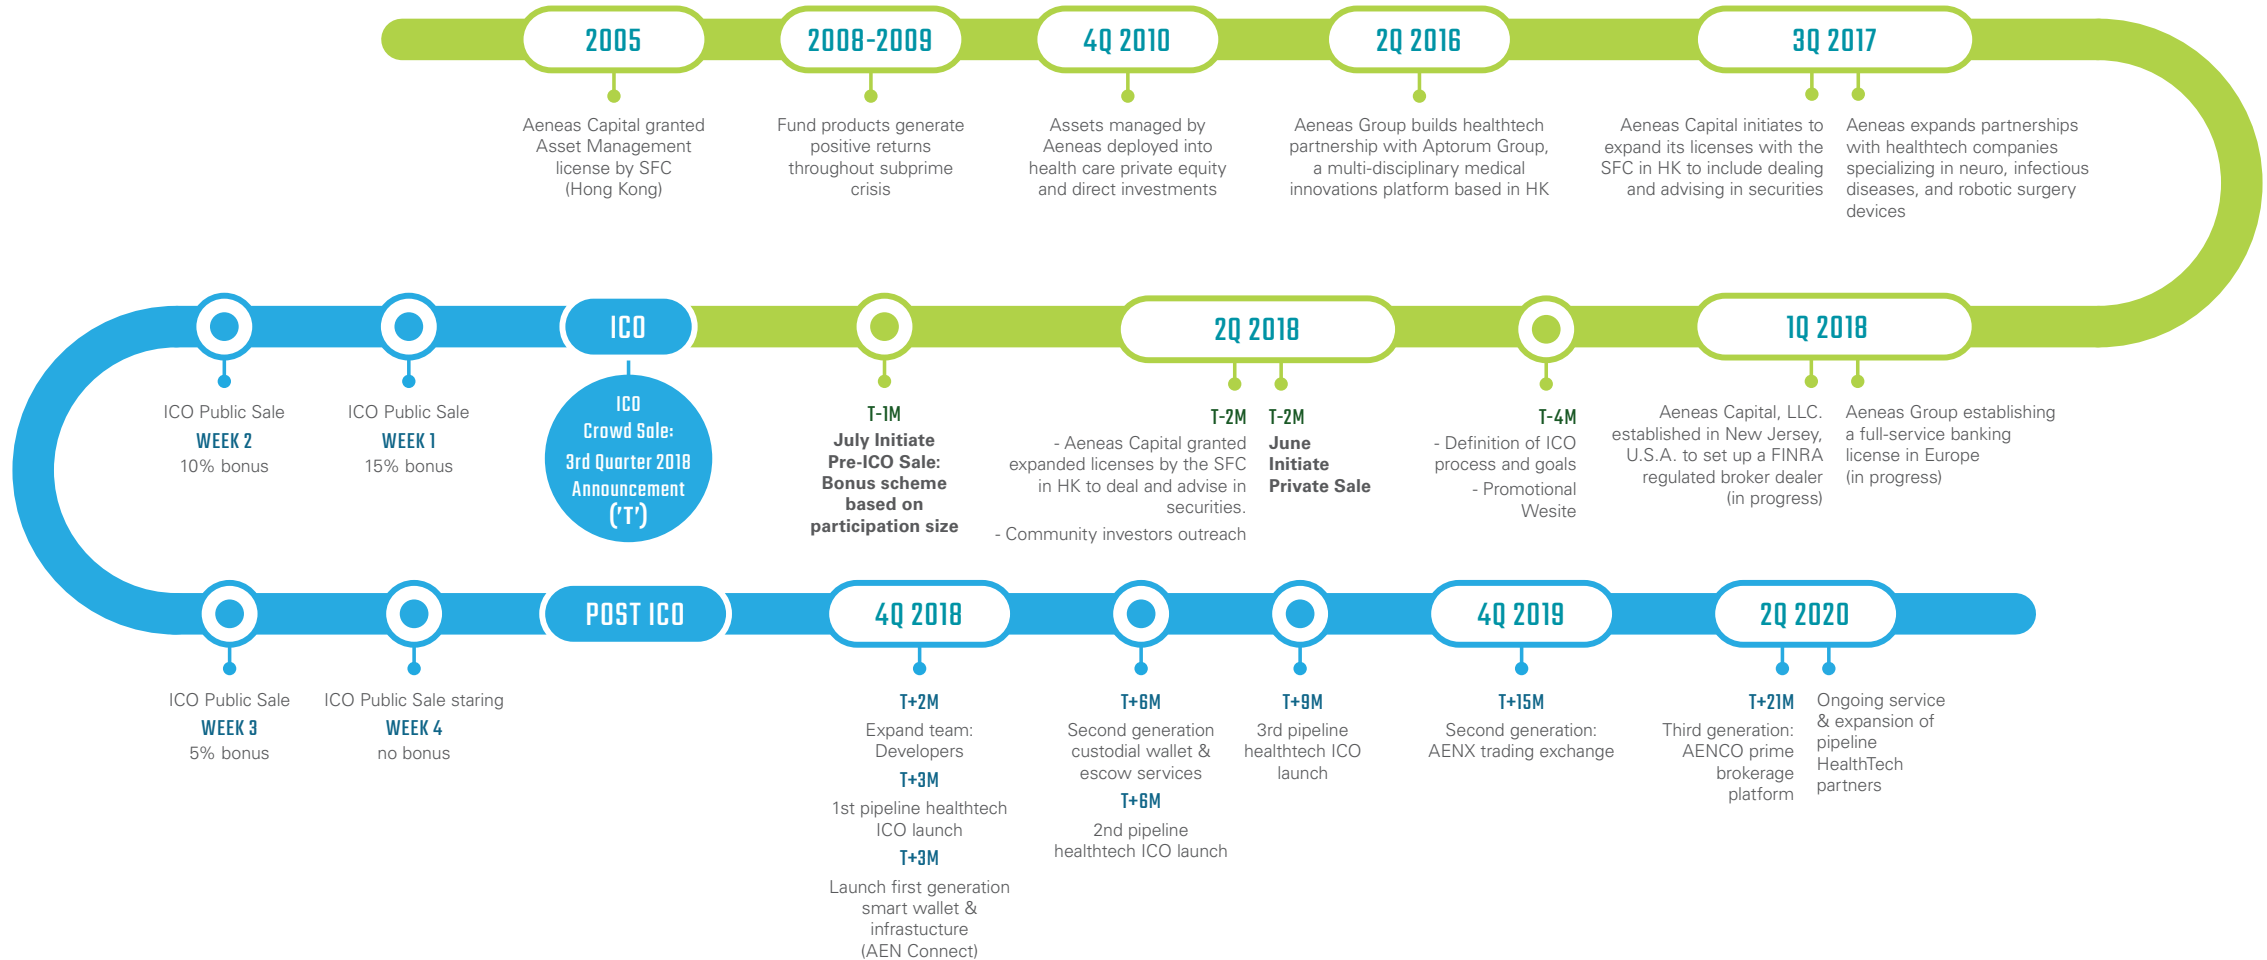 2005
Aeneas Capital granted
Asset Management
license by SFC
(Hong Kong)
2008-2009
Fund products generate
positive returns
throughout subprime
crisis
4Q 2010
Assets managed by
Aeneas deployed into
health care private equity
and direct investments
2Q 2016
Aeneas Group builds healthtech
partnership with Aptorum Group,
a multi-disciplinary medical
innovations platform based in HK
3Q 2017
Aeneas Capital initiates to
expand its licenses with the
SFC in HK to include dealing
and advising in securities
Aeneas expands partnerships
with healthtech companies
specializing in neuro, infectious
diseases, and robotic surgery
devices
1Q 2018
Aeneas Capital, LLC.
established in New Jersey,
U.S.A. to set up a FINRA
regulated broker dealer
(in progress)
Aeneas Group establishing
a full-service banking
license in Europe
(in progress)
T-4M
- Definition of ICO
process and goals
- Promotional
Wesite
2Q 2018
T-2M
- Aeneas Capital granted
expanded licenses by the SFC
in HK to deal and advise in
securities.
- Community investors outreach
T-2M
June
Initiate
Private Sale
T-1M
July Initiate
Pre-ICO Sale:
Bonus scheme
based on
participation size
ICO
ICO
Crowd Sale:
3rd Quarter 2018
Announcement
('T')
ICO Public Sale
WEEK 1
15% bonus
ICO Public Sale
WEEK 2
10% bonus
ICO Public Sale
WEEK 3
5% bonus
ICO Public Sale staring
WEEK 4
no bonus
POST ICO
4Q 2018
T+2M
Expand team:
Developers
T+3M
1st pipeline healthtech
ICO launch
T+3M
Launch first generation
smart wallet &
infrastucture
(AEN Connect)
T+6M
Second generation
custodial wallet &
escow services
T+6M
2nd pipeline
healthtech ICO launch
T+9M
3rd pipeline
healthtech ICO
launch
4Q 2019
T+15M
Second generation:
AENX trading exchange
2Q 2020
T+21M
Third generation:
AENCO prime
brokerage
platform
Ongoing service
& expansion of
pipeline
HealthTech
partners